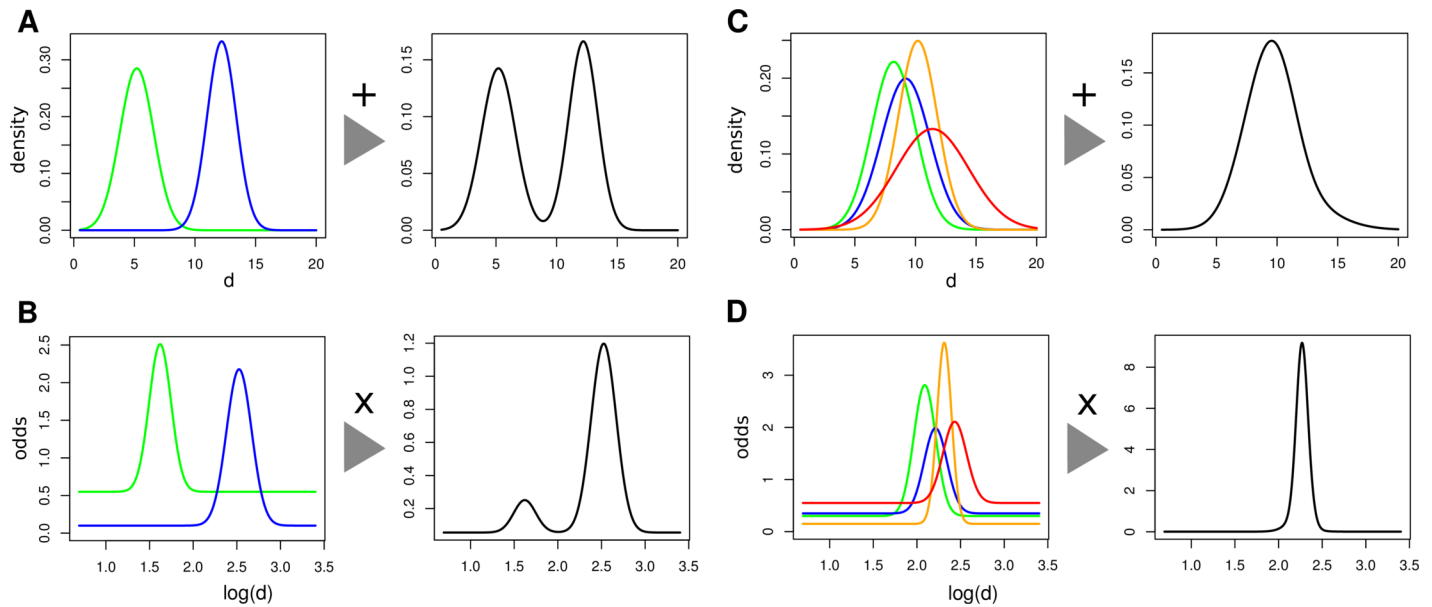 A
density
0.00 0.10 0.20 0.30
0 5 10 15 20
d
+
0.00 0.05 0.10 0.15
0 5 10 15 20
C
density
0.00 0.10 0.20
0 5 10 15 20
d
+
0.00 0.05 0.10 0.15
0 5 10 15 20
B
odds
0.0 0.5 1.0 1.5 2.0 2.5
1.0 1.5 2.0 2.5 3.0 3.5
log(d)
x
0.2 0.4 0.6 0.8 1.0 1.2
1.0 1.5 2.0 2.5 3.0 3.5
D
odds
0 1 2 3
1.0 1.5 2.0 2.5 3.0 3.5
log(d)
x
0 2 4 6 8
1.0 1.5 2.0 2.5 3.0 3.5